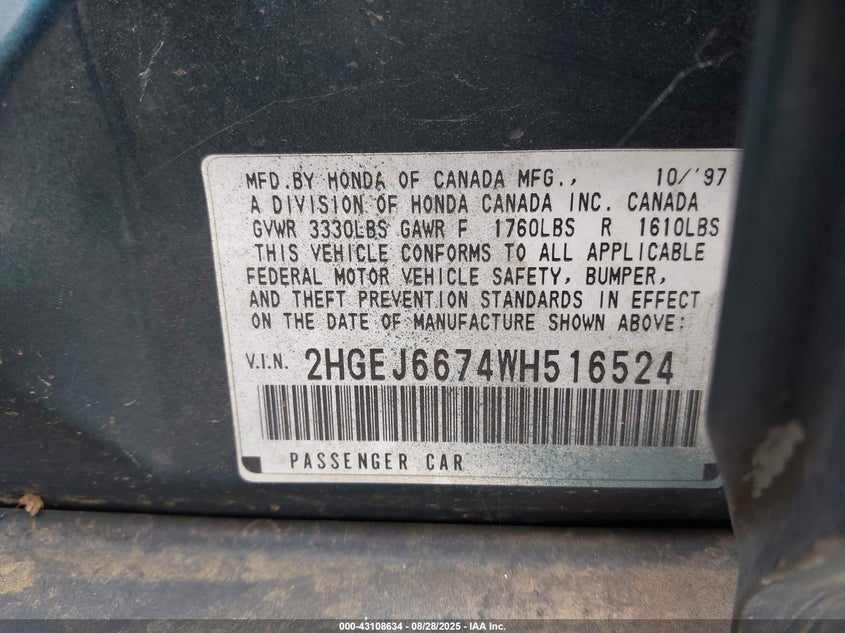 MFD.BY HONDA OF CANADA MFG., 10/'97
A DIVISION OF HONDA CANADA INC. CANADA
GVWR 3330LBS GAWR F 1760LBS R 1610LBS
THIS VEHICLE CONFORMS TO ALL APPLICABLE
FEDERAL MOTOR VEHICLE SAFETY, BUMPER,
AND THEFT PREVENTION STANDARDS IN EFFECT
ON THE DATE OF MANUFACTURE SHOWN ABOVE:
V.I.N. 2HGEJ6674WH516524
PASSENGER CAR
000-43108634 - 08/28/2025 - IAA Inc.